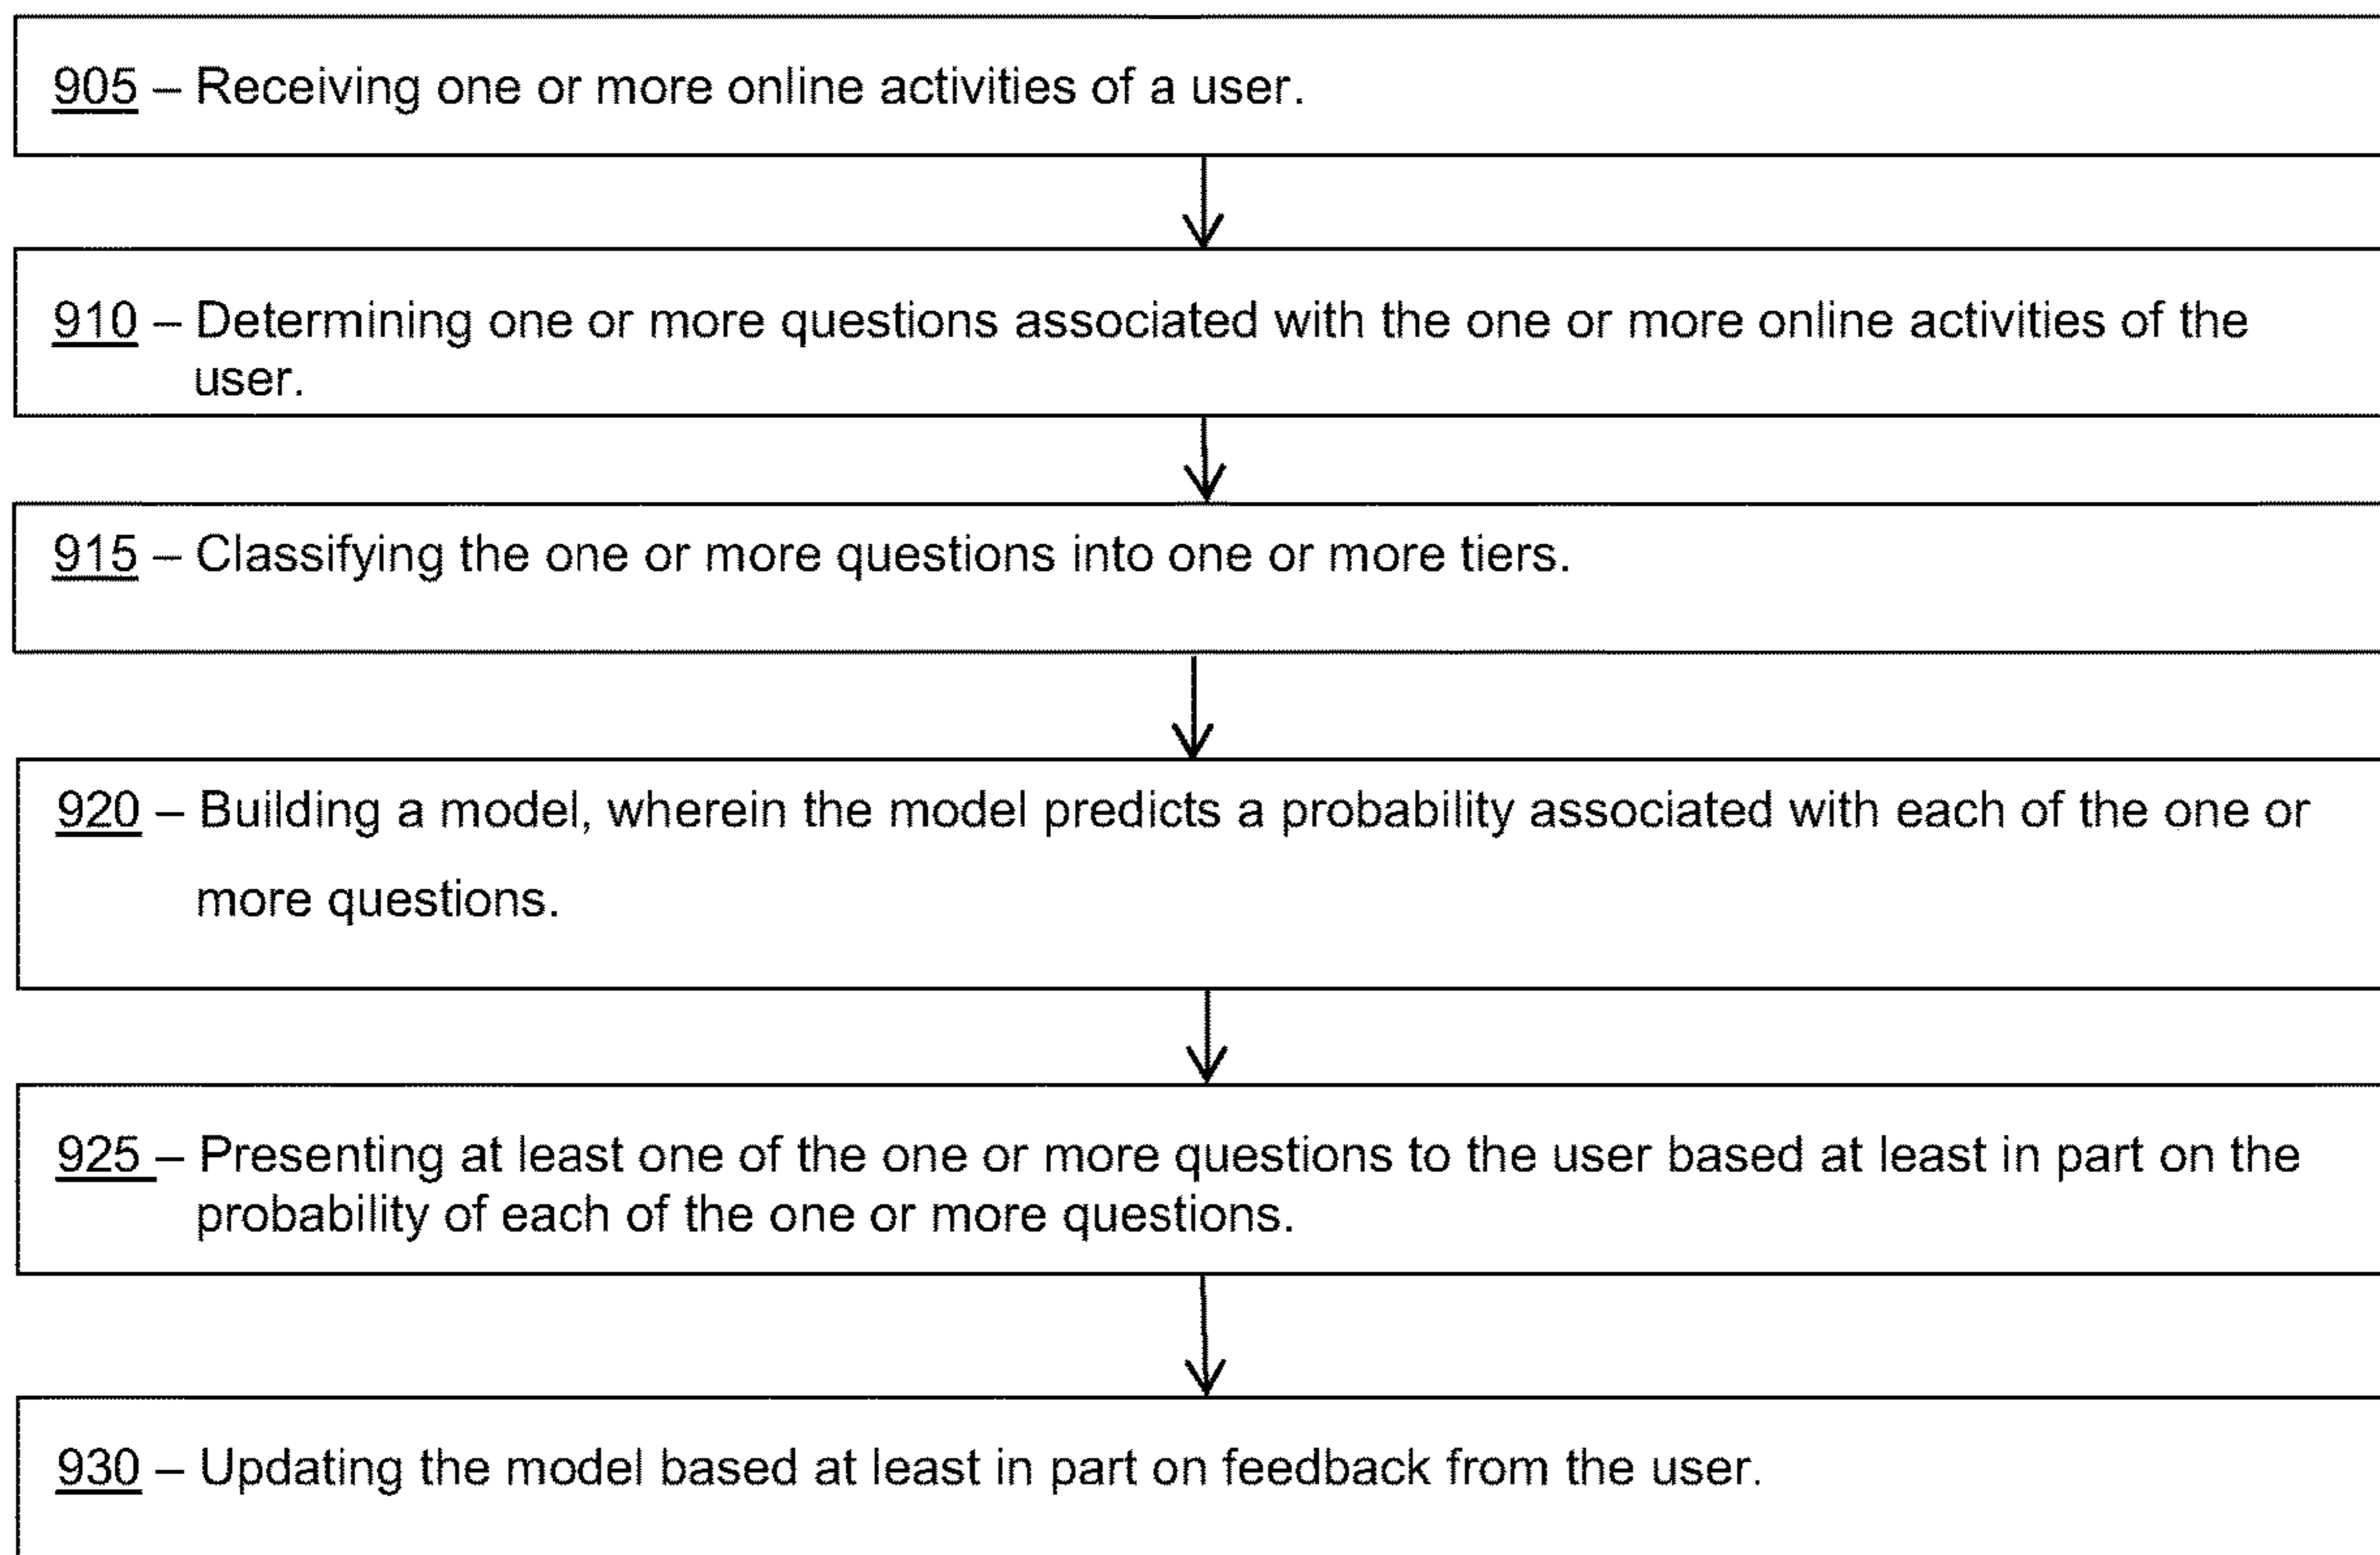 905 – Receiving one or more online activities of a user.
910 – Determining one or more questions associated with the one or more online activities of the
user.
915 – Classifying the one or more questions into one or more tiers.
920 – Building a model, wherein the model predicts a probability associated with each of the one or
more questions.
925 – Presenting at least one of the one or more questions to the user based at least in part on the
probability of each of the one or more questions.
930 – Updating the model based at least in part on feedback from the user.